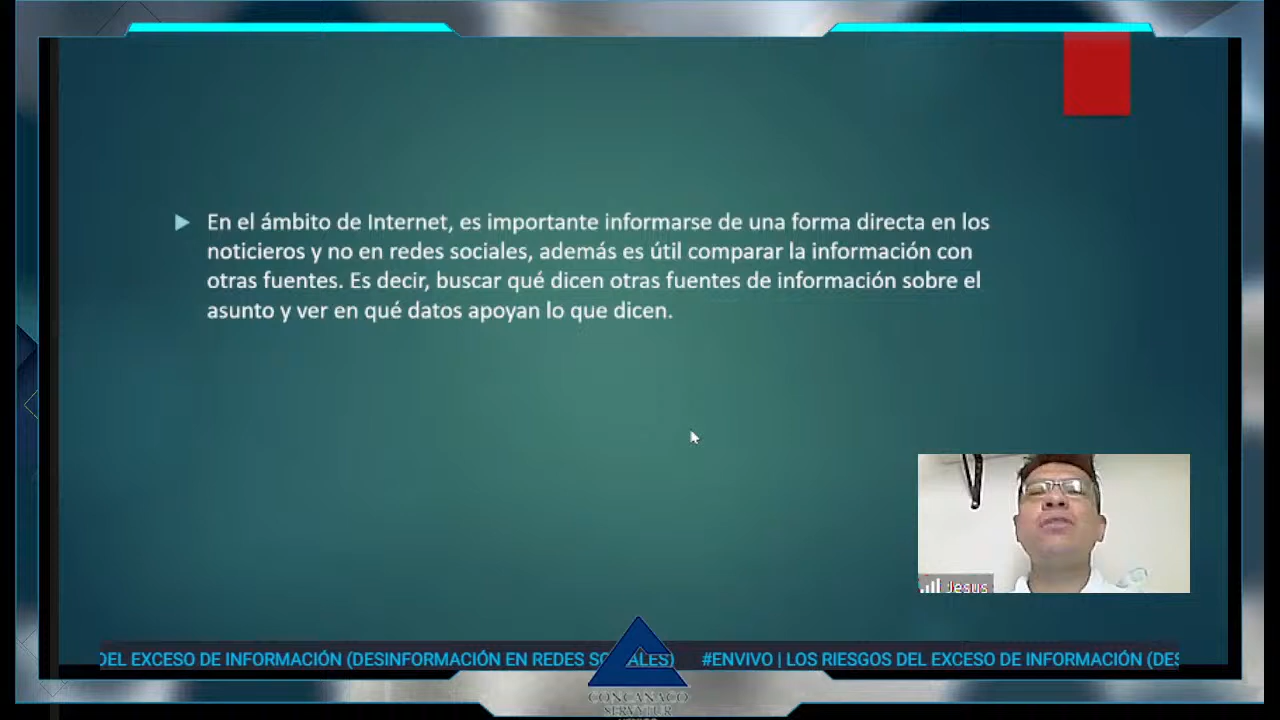 En el ámbito de Internet, es importante informarse de una forma directa en los
noticieros y no en redes sociales, además es útil comparar la información con
otras fuentes. Es decir, buscar qué dicen otras fuentes de información sobre el
asunto y ver en qué datos apoyan lo que dicen.
Jesus
DEL EXCESO DE INFORMACIÓN (DESINFORMACIÓN EN REDES SOCIALES) #ENVIVO | LOS RIESGOS DEL EXCESO DE INFORMACIÓN (DES
CONCANACO
SERVYTUR